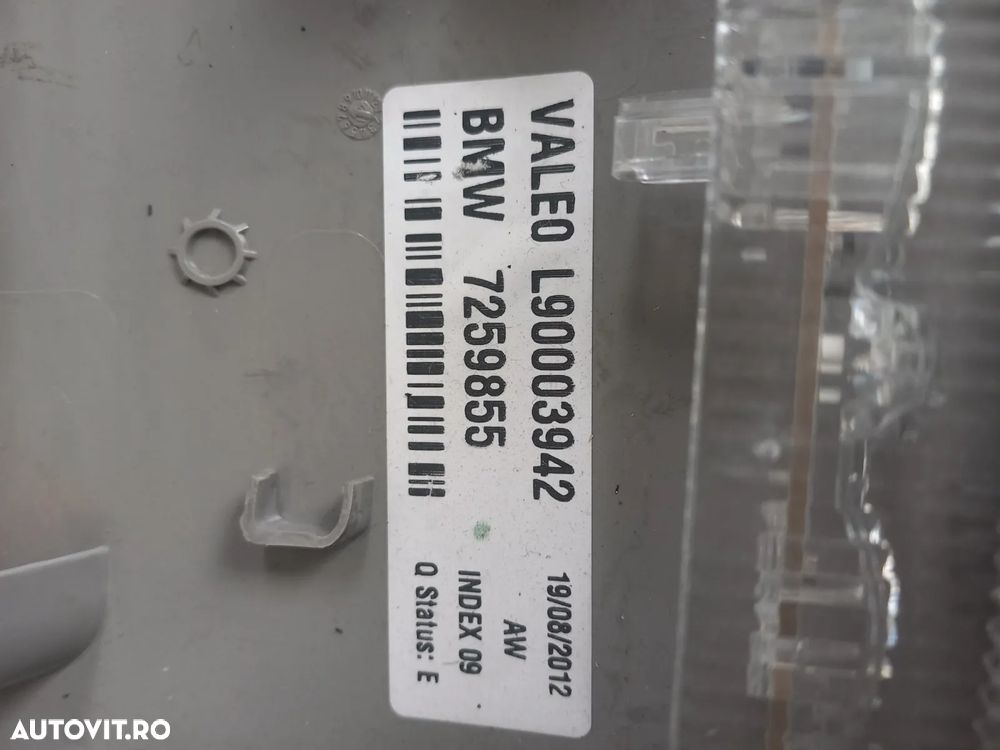 VALEO L90003942
19/08/2012
AW
BMW 7259855
INDEX 09
Q Status: E
AUTOVIT.RO